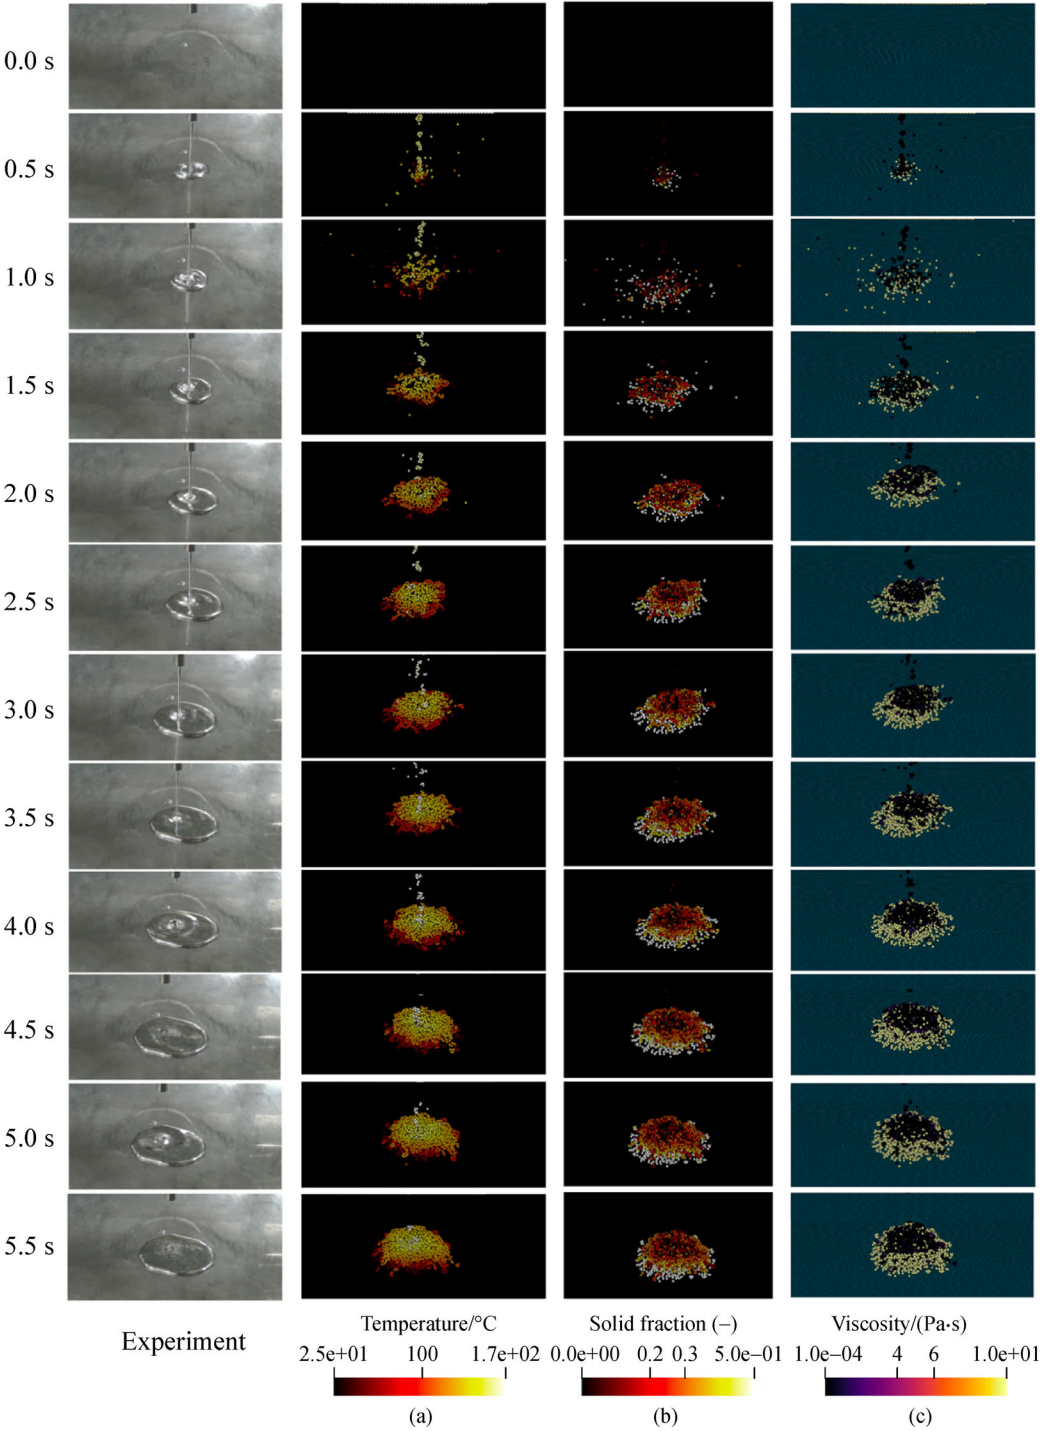 0.0 s
0.5 s
1.0 s
1.5 s
2.0 s
2.5 s
3.0 s
3.5 s
4.0 s
4.5 s
5.0 s
5.5 s
Experiment
Temperature/°C
2.5e+01 100 1.7e+02
(a)
Solid fraction (−)
0.0e+00 0.2 0.3 5.0e−01
(b)
Viscosity/(Pa·s)
1.0e−04 4 6 1.0e+01
(c)